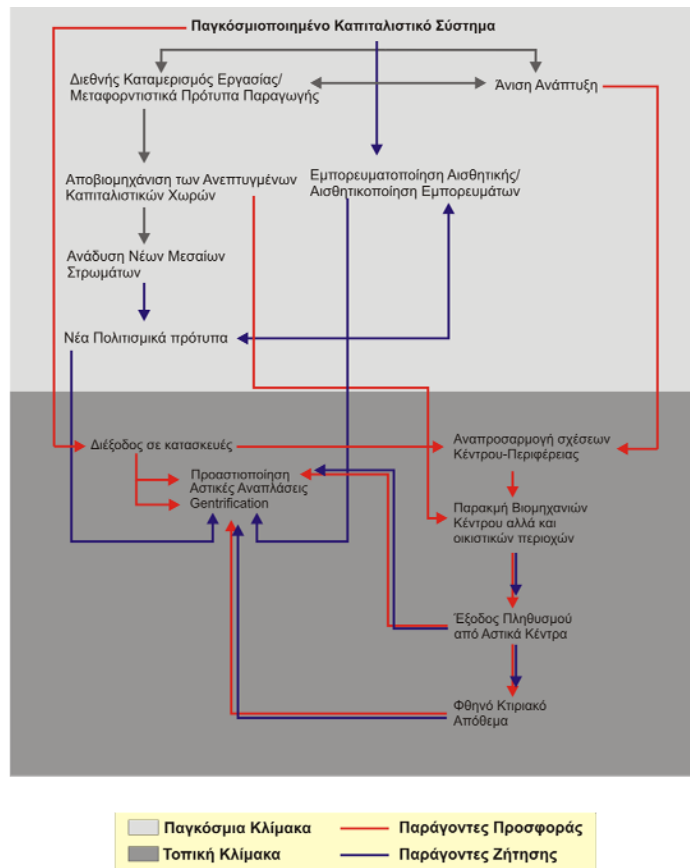 Παγκόσμιοποιημένο Καπιταλιστικό Σύστημα
Διεθνής Καταμερισμός Εργασίας/
Μεταφορντιστικά Πρότυπα Παραγωγής
Άνιση Ανάπτυξη
Αποβιομηχάνιση των Ανεπτυγμένων
Καπιταλιστικών Χωρών
Εμπορευματοποίηση Αισθητικής/
Αισθητικοποίηση Εμπορευμάτων
Ανάδυση Νέων Μεσαίων
Στρωμάτων
Νέα Πολιτισμικά πρότυπα
Διέξοδος σε κατασκευές
Αναπροσαρμογή σχέσεων
Κέντρου-Περιφέρειας
Προαστιοποίηση
Αστικές Αναπλάσεις
Gentrification
Παρακμή Βιομηχανιών
Κέντρου αλλά και
οικιστικών περιοχών
Έξοδος Πληθυσμού
από Αστικά Κέντρα
Φθηνό Κτιριακό
Απόθεμα
Παγκόσμια Κλίμακα
Παράγοντες Προσφοράς
Τοπική Κλίμακα
Παράγοντες Ζήτησης